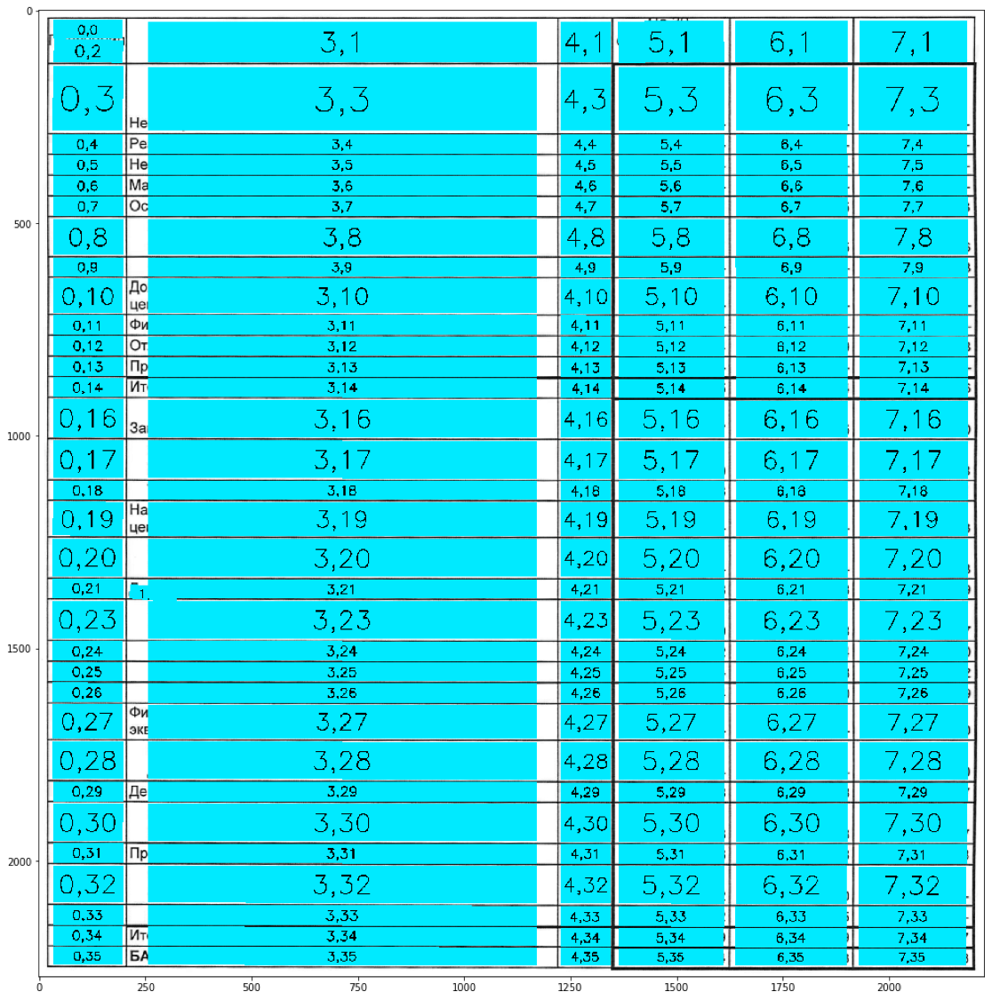 0
0,0
0,2 3,1 4,1 5,1 6,1 7,1
0,3 Не 3,3 4,3 5,3 6,3 7,3
0,4 Ре 3,4 4,4 5,4 6,4 7,4
0,5 Не 3,5 4,5 5,5 6,5 7,5
0,6 Ма 3,6 4,6 5,6 6,6 7,6
0,7 Ос 3,7 4,7 5,7 6,7 7,7
500
0,8 3,8 4,8 5,8 6,8 7,8
0,9 3,9 4,9 5,9 6,9 7,9
0,10 До 3,10 4,10 5,10 6,10 7,10
це
0,11 Фи 3,11 4,11 5,11 6,11 7,11
0,12 От 3,12 4,12 5,12 6,12 7,12
0,13 Пр 3,13 4,13 5,13 6,13 7,13
0,14 Ит 3,14 4,14 5,14 6,14 7,14
0,16 За 3,16 4,16 5,16 6,16 7,16
1000
0,17 3,17 4,17 5,17 6,17 7,17
0,18 3,18 4,18 5,18 6,18 7,18
0,19 На 3,19 4,19 5,19 6,19 7,19
це
0,20 3,20 4,20 5,20 6,20 7,20
0,21 1 3,21 4,21 5,21 6,21 7,21
0,23 3,23 4,23 5,23 6,23 7,23
1500
0,24 3,24 4,24 5,24 6,24 7,24
0,25 3,25 4,25 5,25 6,25 7,25
0,26 3,26 4,26 5,26 6,26 7,26
0,27 Фи 3,27 4,27 5,27 6,27 7,27
экв
0,28 3,28 4,28 5,28 6,28 7,28
0,29 Де 3,29 4,29 5,29 6,29 7,29
0,30 3,30 4,30 5,30 6,30 7,30
0,31 Пр 3,31 4,31 5,31 6,31 7,31
2000
0,32 3,32 4,32 5,32 6,32 7,32
0,33 3,33 4,33 5,33 6,33 7,33
0,34 Ит 3,34 4,34 5,34 6,34 7,34
0,35 БА 3,35 4,35 5,35 6,35 7,35
0 250 500 750 1000 1250 1500 1750 2000